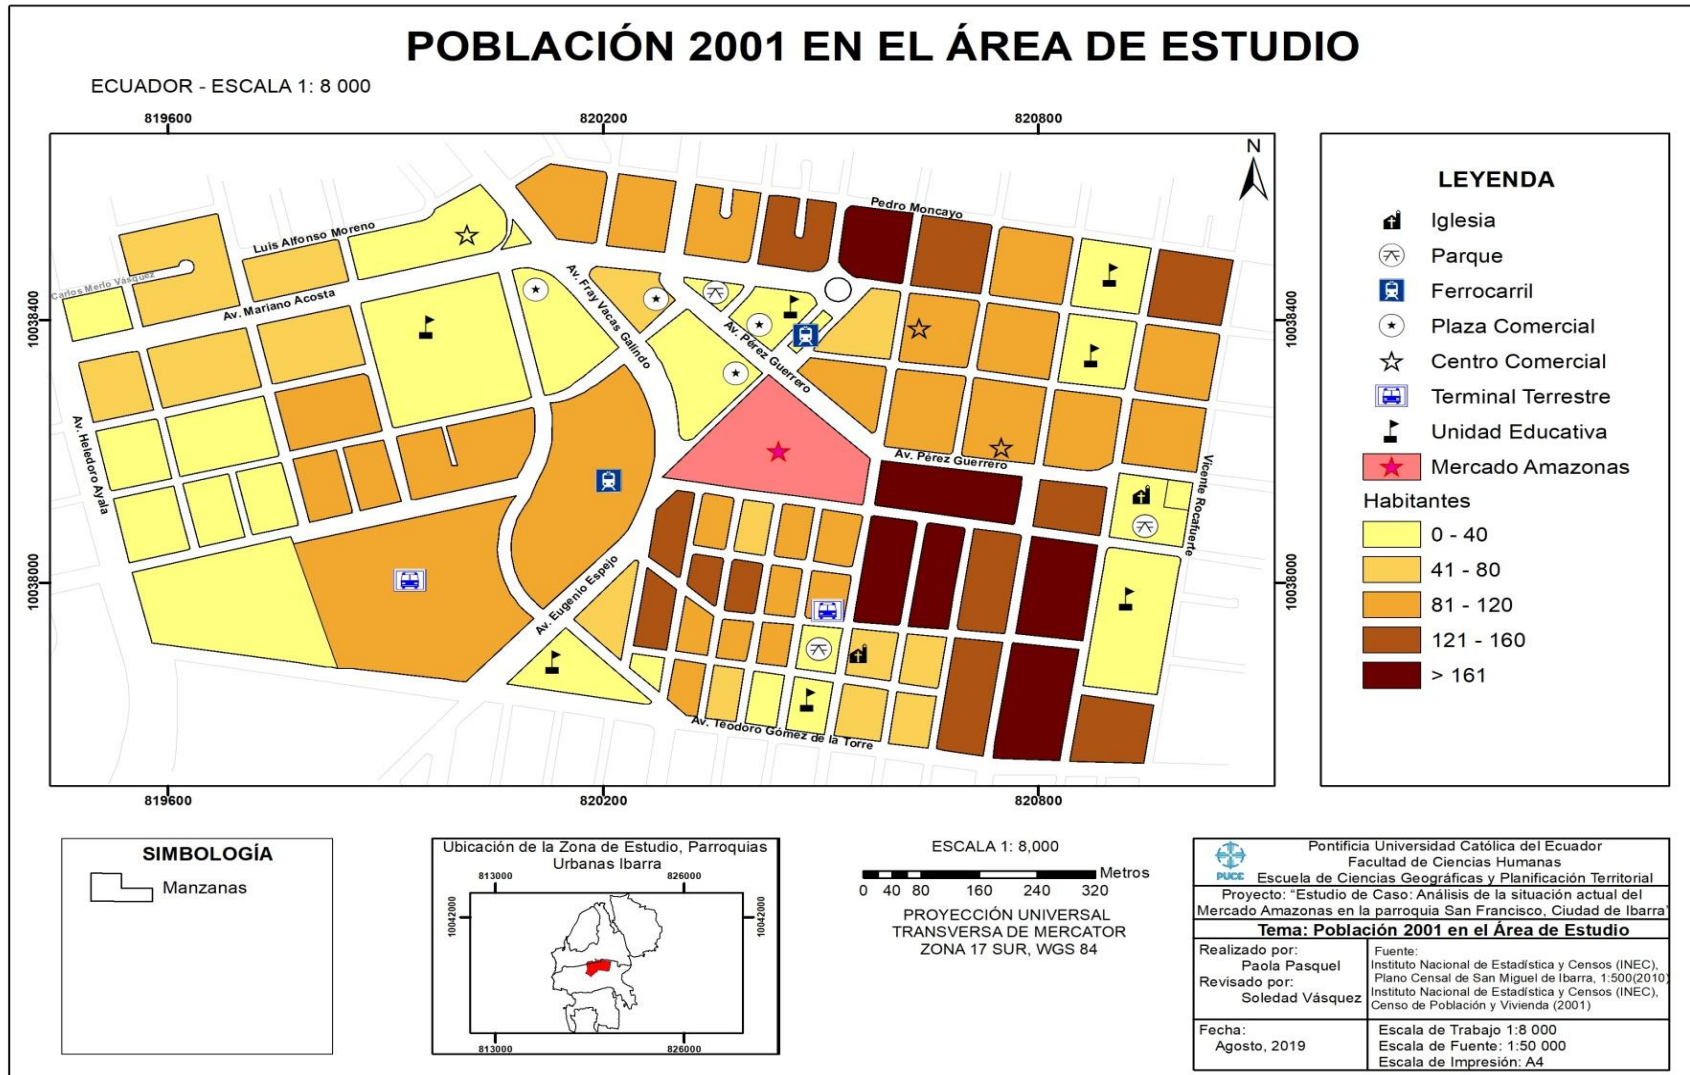 POBLACIÓN 2001 EN EL ÁREA DE ESTUDIO
ECUADOR - ESCALA 1: 8 000
819600
820200
820800
10038400
10038000
10038400
10038000
819600
820200
820800
N
Pedro Moncayo
Luis Alfonso Moreno
Carlos Merlo Vásquez
Av. Mariano Acosta
Av. Fray Vacas Galindo
Av. Pérez Guerrero
Av. Heledoro Ayala
Av. Pérez Guerrero
Vicente Rocafuerte
Av. Eugenio Espejo
Av. Teodoro Gómez de la Torre
LEYENDA
Iglesia
Parque
Ferrocarril
Plaza Comercial
Centro Comercial
Terminal Terrestre
Unidad Educativa
Mercado Amazonas
Habitantes
0 - 40
41 - 80
81 - 120
121 - 160
> 161
SIMBOLOGÍA
Manzanas
Ubicación de la Zona de Estudio, Parroquias
Urbanas Ibarra
813000
826000
10042000
10042000
813000
826000
ESCALA 1: 8,000
Metros
0 40 80 160 240 320
PROYECCIÓN UNIVERSAL
TRANSVERSA DE MERCATOR
ZONA 17 SUR, WGS 84
PUCE
Pontificia Universidad Católica del Ecuador
Facultad de Ciencias Humanas
Escuela de Ciencias Geográficas y Planificación Territorial
Proyecto: "Estudio de Caso: Análisis de la situación actual del
Mercado Amazonas en la parroquia San Francisco, Ciudad de Ibarra"
Tema: Población 2001 en el Área de Estudio
Realizado por:
Paola Pasquel
Revisado por:
Soledad Vásquez
Fuente:
Instituto Nacional de Estadística y Censos (INEC),
Plano Censal de San Miguel de Ibarra, 1:500(2010)
Instituto Nacional de Estadística y Censos (INEC),
Censo de Población y Vivienda (2001)
Fecha:
Agosto, 2019
Escala de Trabajo 1:8 000
Escala de Fuente: 1:50 000
Escala de Impresión: A4